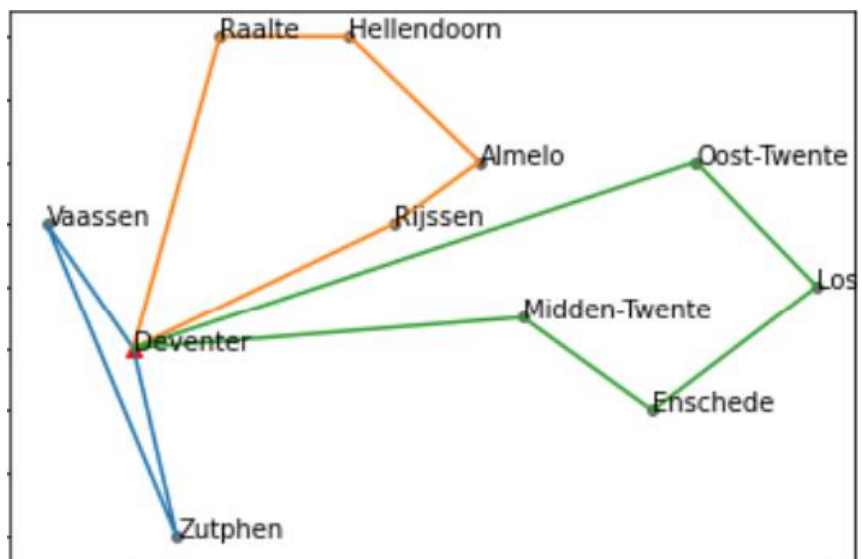 Raalte
Hellendoorn
Almelo
Oost-Twente
Vaassen
Rijssen
Los
Midden-Twente
Deventer
Enschede
Zutphen